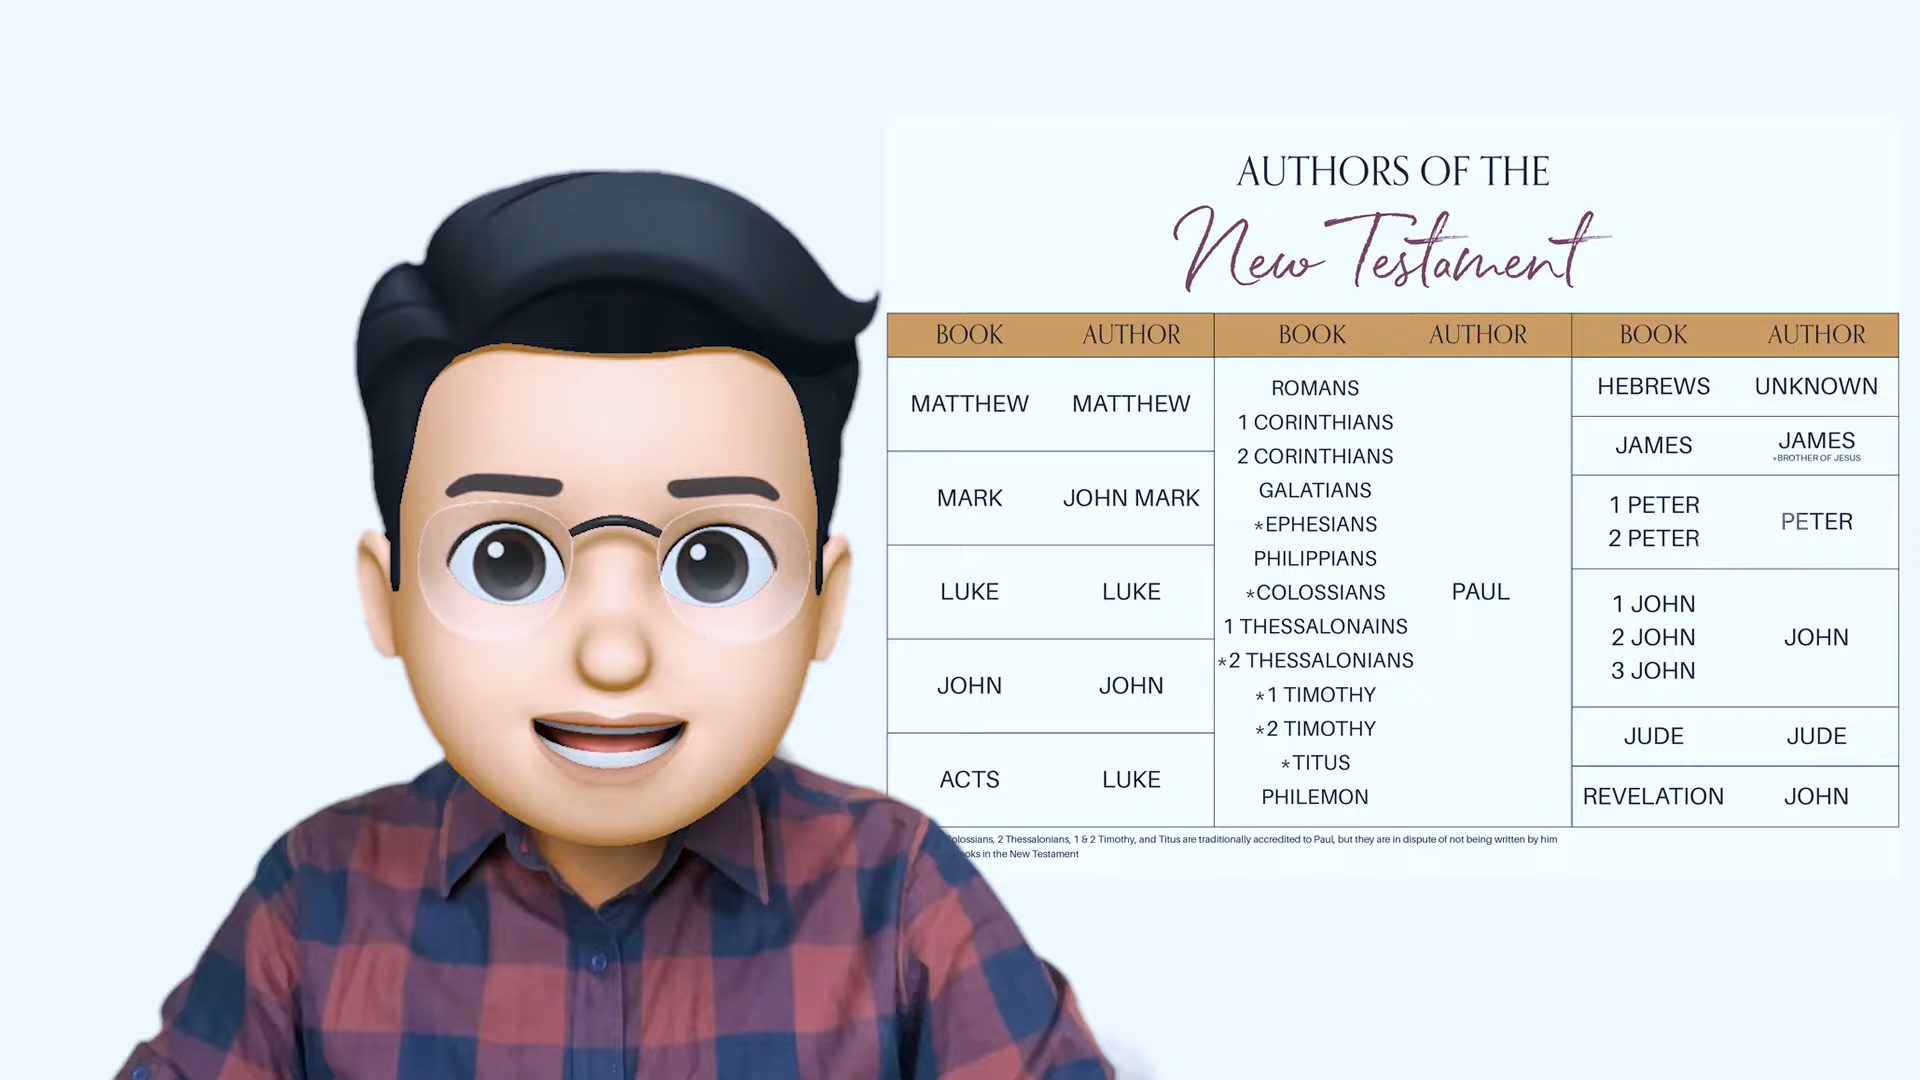 AUTHORS OF THE
New Testament
BOOK AUTHOR
MATTHEW MATTHEW
MARK JOHN MARK
LUKE LUKE
JOHN JOHN
ACTS LUKE
BOOK AUTHOR
ROMANS
1 CORINTHIANS
2 CORINTHIANS
GALATIANS
*EPHESIANS
PHILIPPIANS
*COLOSSIANS PAUL
1 THESSALONAINS
*2 THESSALONIANS
*1 TIMOTHY
*2 TIMOTHY
*TITUS
PHILEMON
BOOK AUTHOR
HEBREWS UNKNOWN
JAMES JAMES
*BROTHER OF JESUS
1 PETER
2 PETER
PETER
1 JOHN
2 JOHN JOHN
3 JOHN
JUDE JUDE
REVELATION JOHN
2 Thessalonians, 1 & 2 Timothy, and Titus are traditionally accredited to Paul, but they are in dispute of not being written by him
in the New Testament